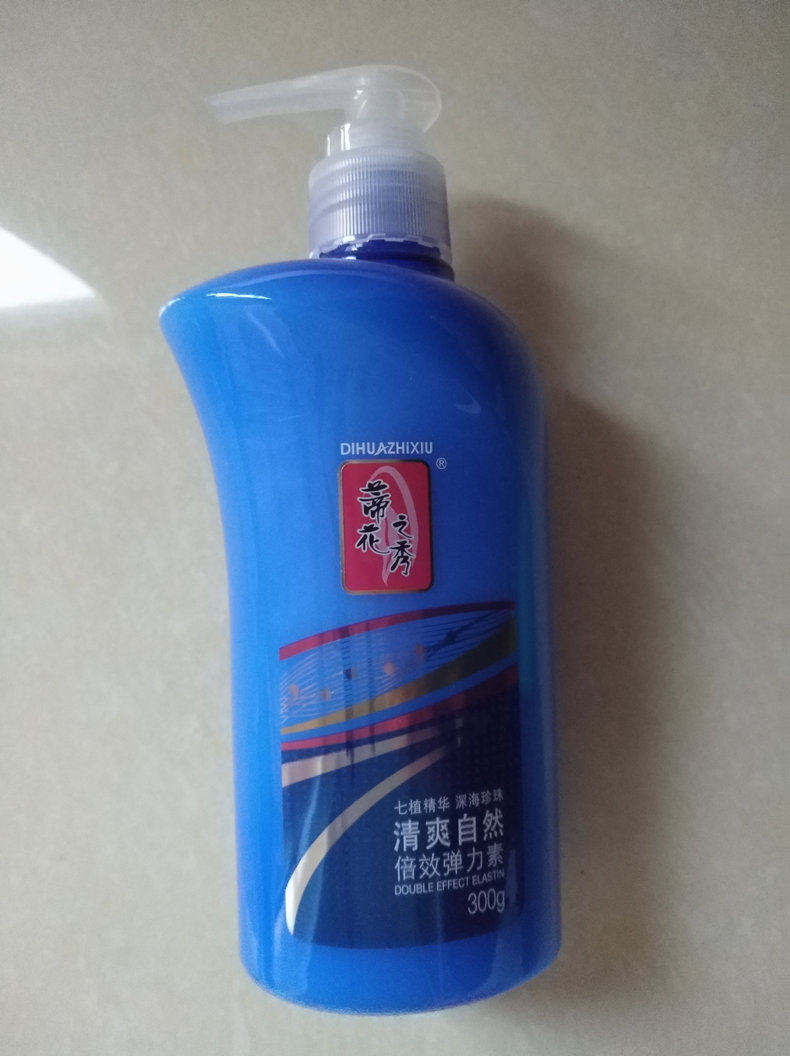 DIHUAZHiXIU
®
蒂花
之秀
七植精华 深海珍珠
清爽自然
倍效弹力素
DOUBLE EFFECT ELASTIN
300g